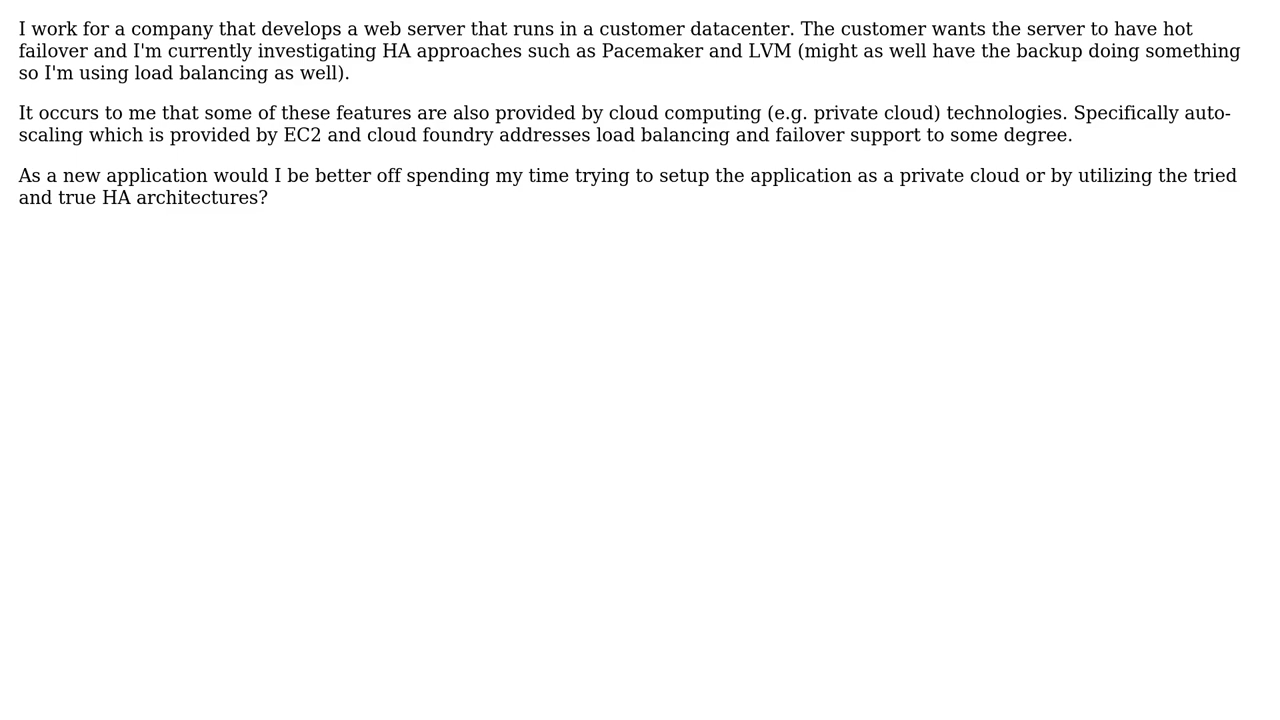 I work for a company that develops a web server that runs in a customer datacenter. The customer wants the server to have hot
failover and I'm currently investigating HA approaches such as Pacemaker and LVM (might as well have the backup doing something
so I'm using load balancing as well).
It occurs to me that some of these features are also provided by cloud computing (e.g. private cloud) technologies. Specifically auto-
scaling which is provided by EC2 and cloud foundry addresses load balancing and failover support to some degree.
As a new application would I be better off spending my time trying to setup the application as a private cloud or by utilizing the tried
and true HA architectures?